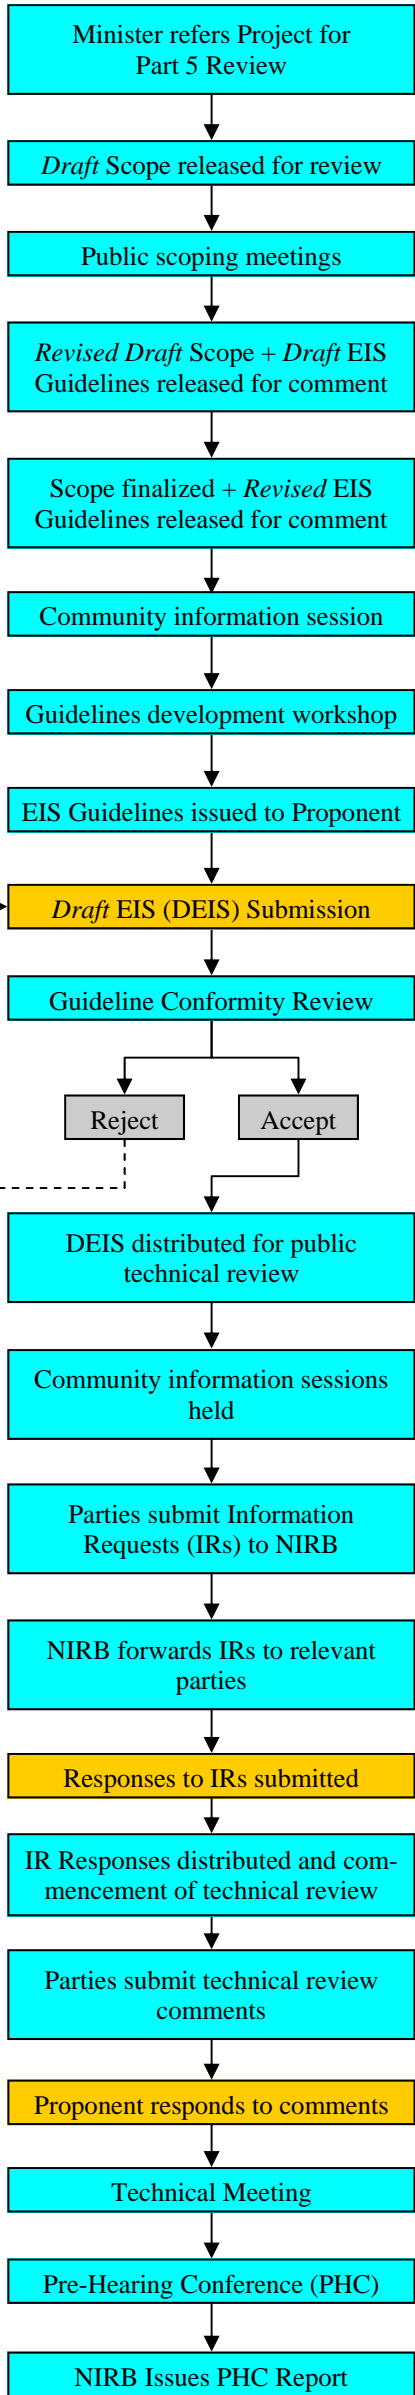 Minister refers Project for
Part 5 Review
Draft Scope released for review
Public scoping meetings
Revised Draft Scope + Draft EIS
Guidelines released for comment
Scope finalized + Revised EIS
Guidelines released for comment
Community information session
Guidelines development workshop
EIS Guidelines issued to Proponent
Draft EIS (DEIS) Submission
Guideline Conformity Review
Reject
Accept
DEIS distributed for public
technical review
Community information sessions
held
Parties submit Information
Requests (IRs) to NIRB
NIRB forwards IRs to relevant
parties
Responses to IRs submitted
IR Responses distributed and com-
mencement of technical review
Parties submit technical review
comments
Proponent responds to comments
Technical Meeting
Pre-Hearing Conference (PHC)
NIRB Issues PHC Report